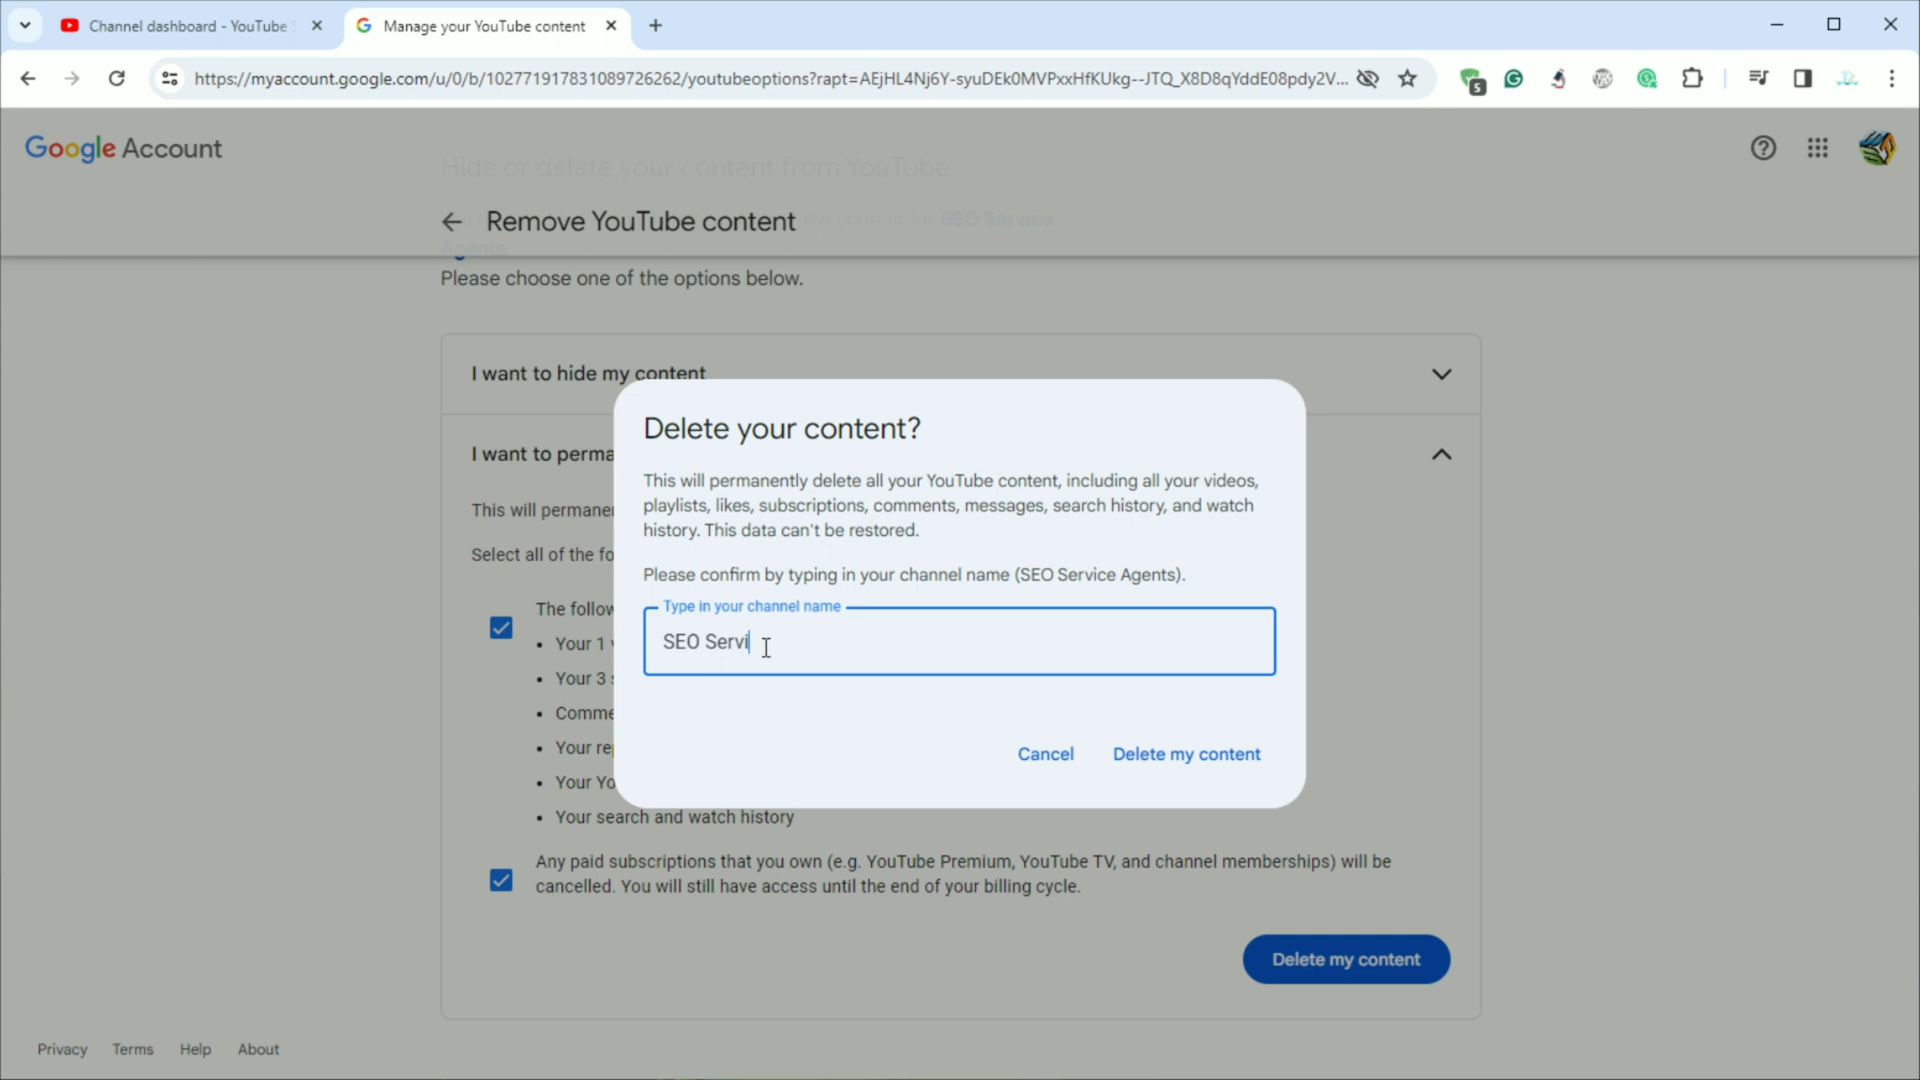 Channel dashboard - YouTube
Manage your YouTube content
https://myaccount.google.com/u/0/b/102771917831089726262/youtubeoptions?rapt=AEjHL4Nj6Y-syuDEk0MVPxxHfKUkg--JTQ_X8D8qYddE08pdy2V...
5
Google Account
Hide or delete your content from YouTube
Remove YouTube content
for SEO Service
Agents
Please choose one of the options below.
I want to hide my content
I want to perma
This will permane
Select all of the fo
The follow
• Your 1
• Your 3
• Comme
• Your re
• Your Yo
• Your search and watch history
Any paid subscriptions that you own (e.g. YouTube Premium, YouTube TV, and channel memberships) will be
cancelled. You will still have access until the end of your billing cycle.
Delete my content
Delete your content?
This will permanently delete all your YouTube content, including all your videos,
playlists, likes, subscriptions, comments, messages, search history, and watch
history. This data can't be restored.
Please confirm by typing in your channel name (SEO Service Agents).
Type in your channel name
SEO Servi
Cancel
Delete my content
Privacy
Terms
Help
About